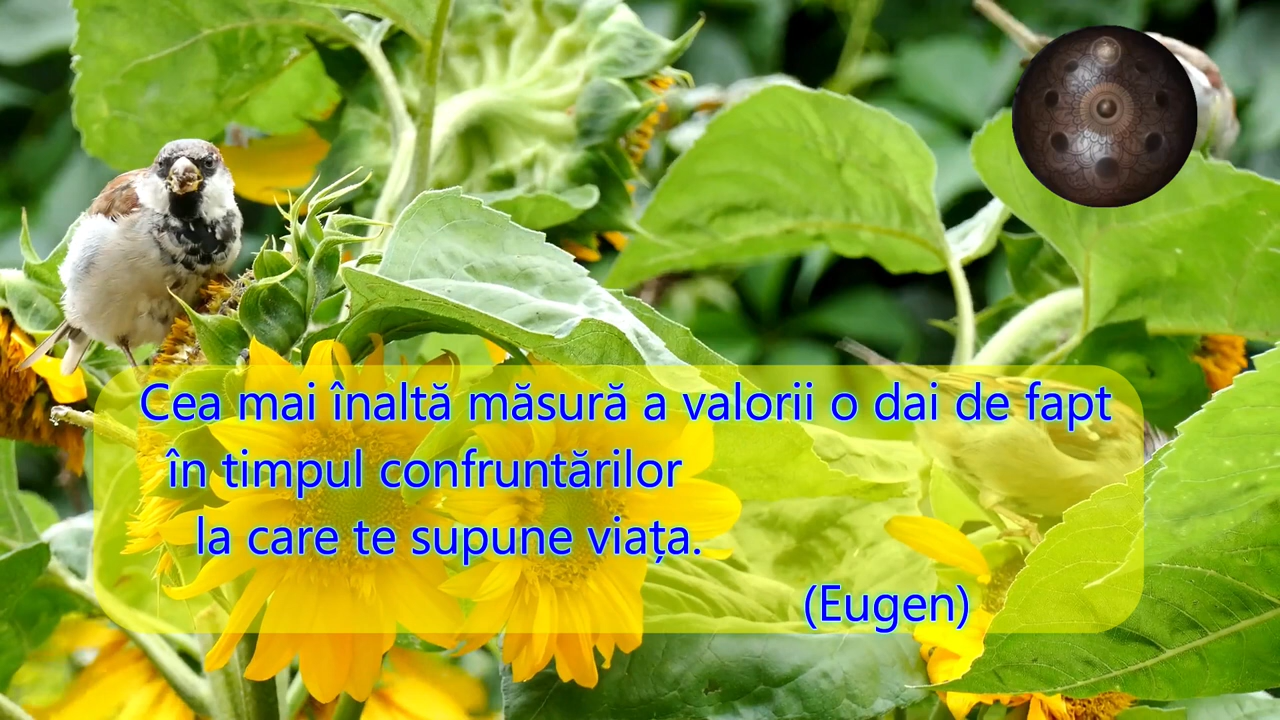 Cea mai înaltă măsură a valorii o dai de fapt
în timpul confruntărilor
la care te supune viața.
(Eugen)